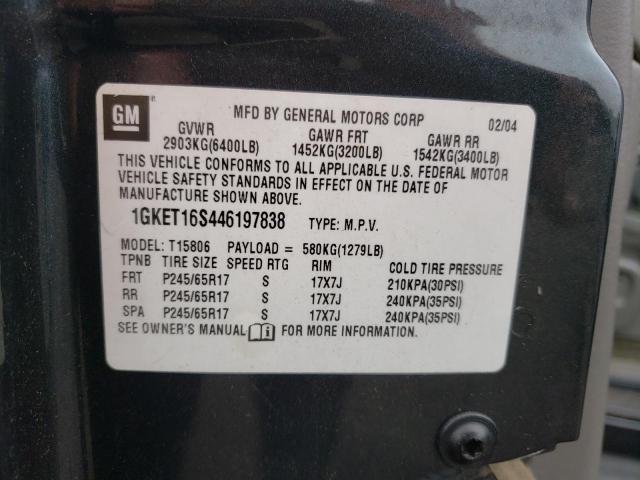 GM ® MFD BY GENERAL MOTORS CORP 02/04
GVWR GAWR FRT GAWR RR
2903KG(6400LB) 1452KG(3200LB) 1542KG(3400LB)
THIS VEHICLE CONFORMS TO ALL APPLICABLE U.S. FEDERAL MOTOR
VEHICLE SAFETY STANDARDS IN EFFECT ON THE DATE OF
MANUFACTURE SHOWN ABOVE.
1GKET16S446197838 TYPE: M.P.V.
MODEL: T15806 PAYLOAD = 580KG(1279LB)
TPNB TIRE SIZE SPEED RTG RIM COLD TIRE PRESSURE
FRT P245/65R17 S 17X7J 210KPA(30PSI)
RR P245/65R17 S 17X7J 240KPA(35PSI)
SPA P245/65R17 S 17X7J 240KPA(35PSI)
SEE OWNER'S MANUAL FOR MORE INFORMATION.